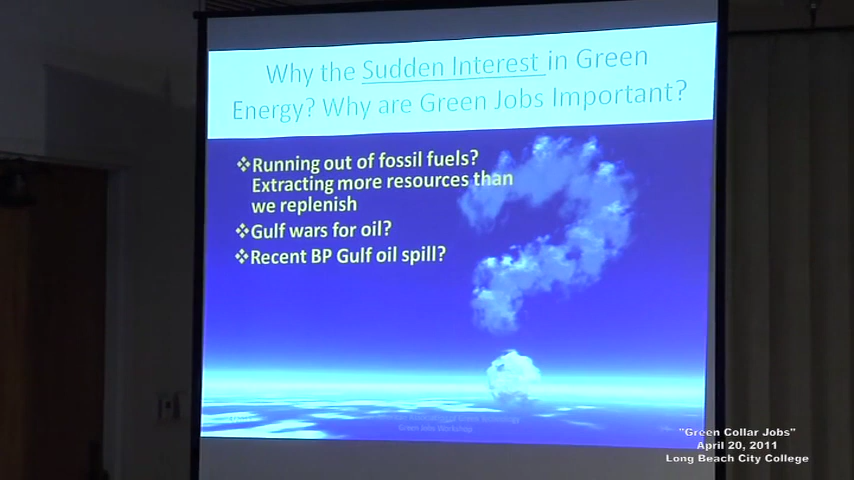 Why the Sudden Interest in Green
Energy? Why are Green Jobs Important?
❖Running out of fossil fuels?
Extracting more resources than
we replenish
❖Gulf wars for oil?
❖Recent BP Gulf oil spill?
Green Jobs Workshop
"Green Collar Jobs"
April 20, 2011
Long Beach City College